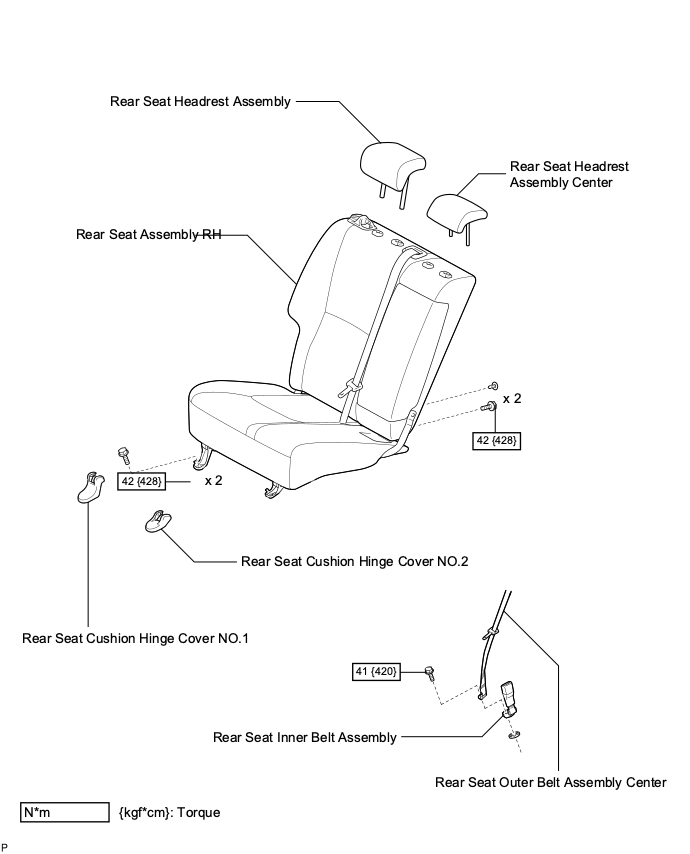 Rear Seat Headrest Assembly
Rear Seat Headrest
Assembly Center
Rear Seat Assembly RH
x 2
42 {428}
42 {428}
x 2
Rear Seat Cushion Hinge Cover NO.2
Rear Seat Cushion Hinge Cover NO.1
41 {420}
Rear Seat Inner Belt Assembly
Rear Seat Outer Belt Assembly Center
N*m {kgf*cm}: Torque
P